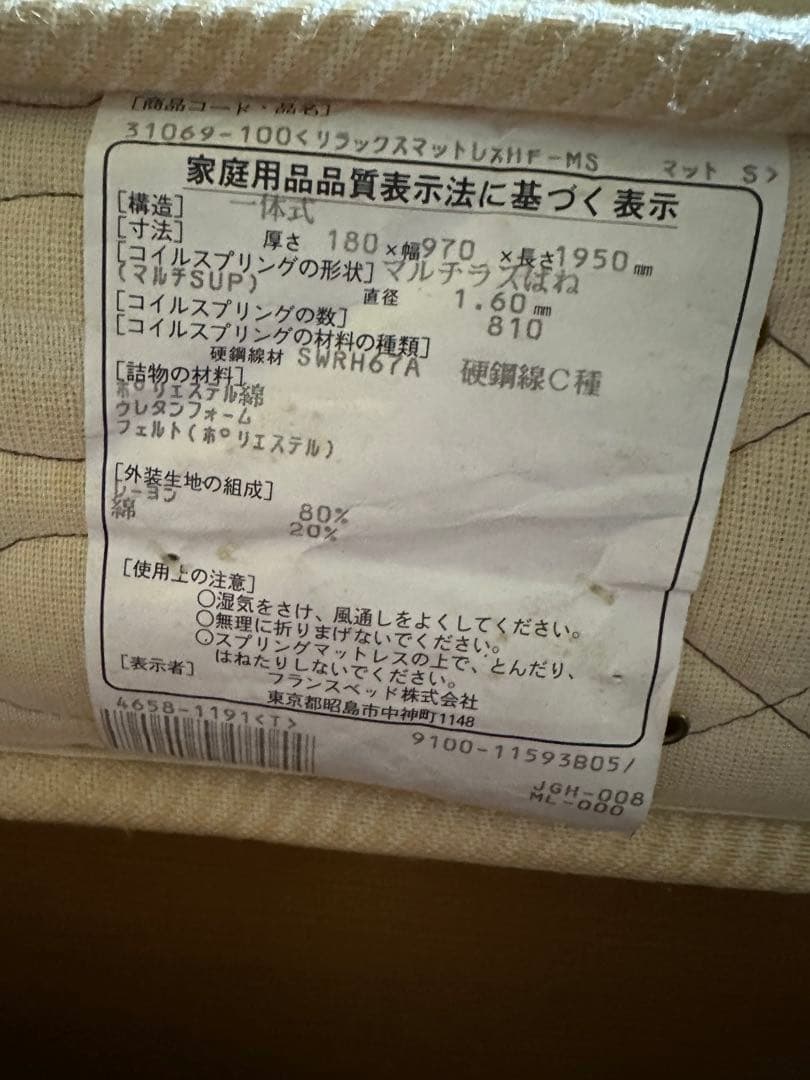 [商品コード・品名]
31069-100<リラックスマットレスHF-MS マット S>
家庭用品品質表示法に基づく表示
[構造] 一体式
[寸法] 厚さ 180×幅970 ×長さ1950㎜
[コイルスプリングの形状] マルチラスばね
(マルチSUP) 直径 1.60㎜
[コイルスプリングの数] 810
[コイルスプリングの材料の種類]
硬鋼線材 SWRH67A 硬鋼線C種
[詰物の材料]
ポリエステル綿
ウレタンフォーム
フェルト(ポリエステル)
[外装生地の組成]
レーヨン 80%
綿 20%
[使用上の注意]
○湿気をさけ、風通しをよくしてください。
○無理に折りまげないでください。
○スプリングマットレスの上で、とんだり、
はねたりしないでください。
[表示者] フランスベッド株式会社
東京都昭島市中神町1148
4658-1191<T>
9100-11593B05/
JGH-008
ML-000